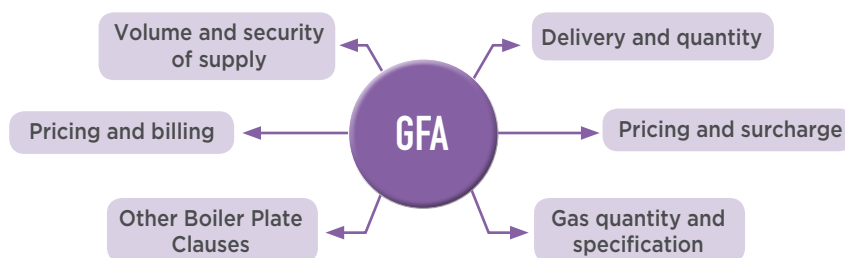 Volume and security
of supply
Delivery and quantity
Pricing and billing
GFA
Pricing and surcharge
Other Boiler Plate
Clauses
Gas quantity and
specification